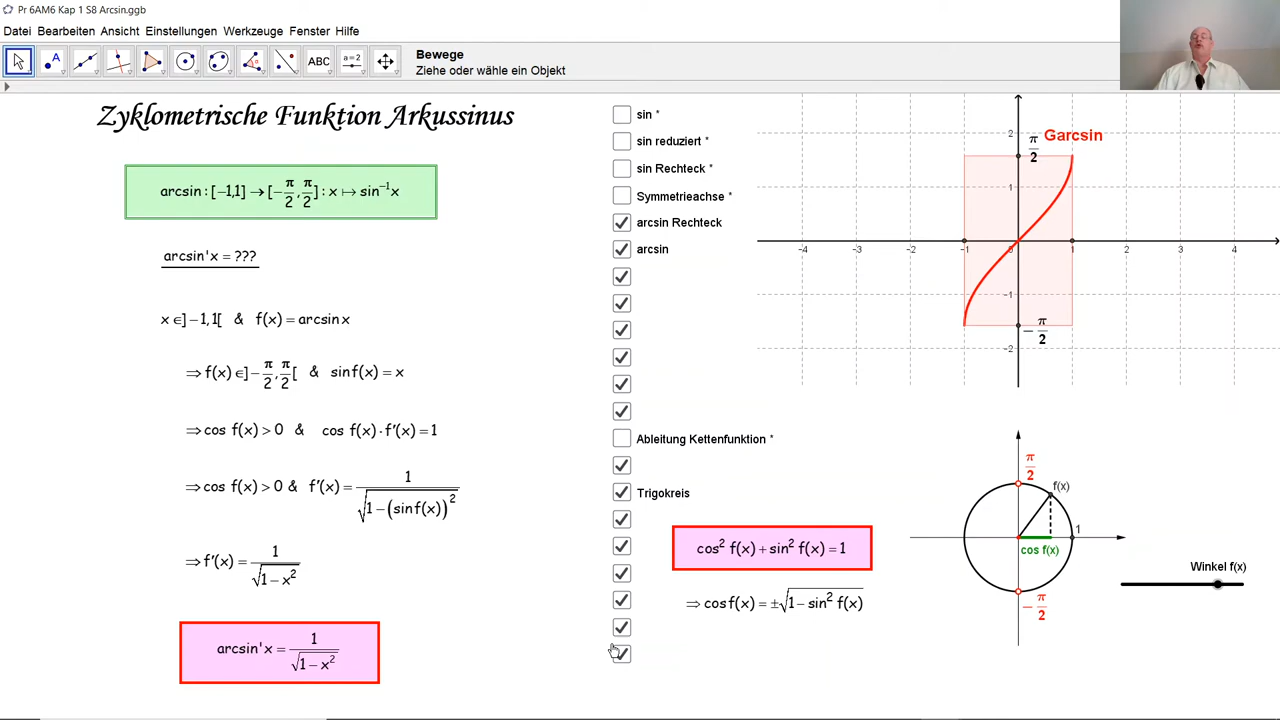 Pr 6AM6 Kap 1 S8 Arcsin.ggb
Datei Bearbeiten Ansicht Einstellungen Werkzeuge Fenster Hilfe
A ABC a=2
Bewege
Ziehe oder wähle ein Objekt
Zyklometrische Funktion Arkussinus
arcsin : [−1,1] → [−π/2, π/2] : x ↦ sin⁻¹x
arcsin'x = ???
x ∈]−1,1[ & f(x) = arcsin x
⇒ f(x) ∈]−π/2, π/2[ & sin f(x) = x
⇒ cos f(x) > 0 & cos f(x)·f'(x) = 1
⇒ cos f(x) > 0 & f'(x) = 1/√(1−(sin f(x))²)
⇒ f'(x) = 1/√(1−x²)
arcsin'x = 1/√(1−x²)
sin *
sin reduziert *
sin Rechteck *
Symmetrieachse *
arcsin Rechteck
arcsin
Ableitung Kettenfunktion *
Trigokreis
cos² f(x) + sin² f(x) = 1
⇒ cos f(x) = ±√(1− sin² f(x))
Garcsin
π/2
2
1
-4 -3 -2 -1 0 1 2 3 4
-1
− π/2
-2
π/2
f(x)
1
cos f(x)
− π/2
Winkel f(x)